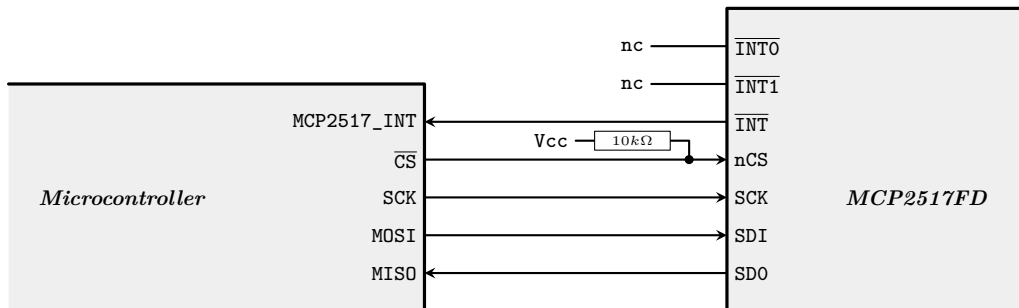 nc INT0
nc INT1
MCP2517_INT INT
Vcc 10kΩ
CS nCS
Microcontroller SCK SCK MCP2517FD
MOSI SDI
MISO SDO